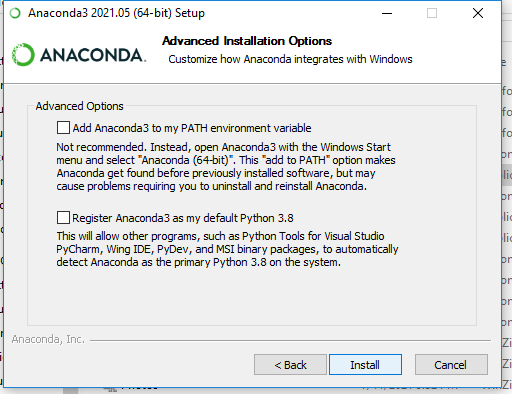 Anaconda3 2021.05 (64-bit) Setup
ANACONDA.
Advanced Installation Options
Customize how Anaconda integrates with Windows
Advanced Options
Add Anaconda3 to my PATH environment variable
Not recommended. Instead, open Anaconda3 with the Windows Start
menu and select "Anaconda (64-bit)". This "add to PATH" option makes
Anaconda get found before previously installed software, but may
cause problems requiring you to uninstall and reinstall Anaconda.
Register Anaconda3 as my default Python 3.8
This will allow other programs, such as Python Tools for Visual Studio
PyCharm, Wing IDE, PyDev, and MSI binary packages, to automatically
detect Anaconda as the primary Python 3.8 on the system.
Anaconda, Inc.
< Back
Install
Cancel